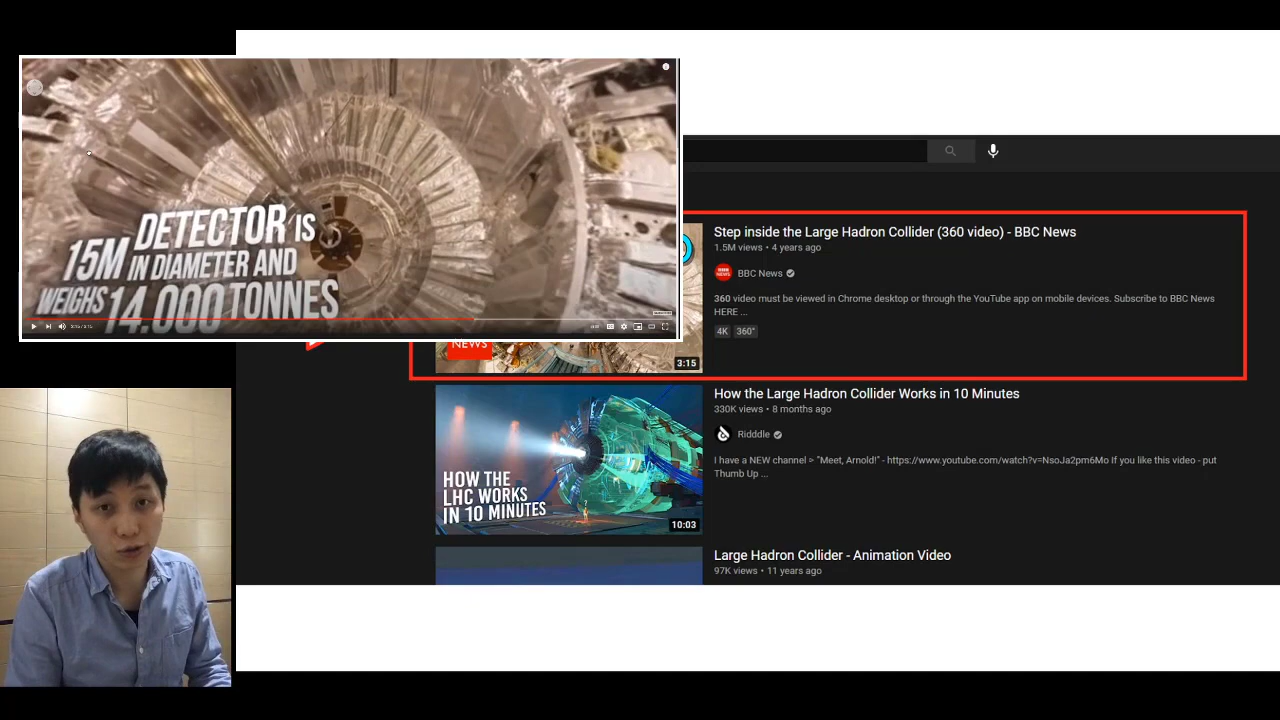 DETECTOR IS
15M IN DIAMETER AND
WEIGHS 14.000 TONNES
Step inside the Large Hadron Collider (360 video) - BBC News
1.5M views • 4 years ago
BBC News
360 video must be viewed in Chrome desktop or through the YouTube app on mobile devices. Subscribe to BBC News
HERE ...
4K 360°
NEWS
3:15
How the Large Hadron Collider Works in 10 Minutes
330K views • 8 months ago
Ridddle
I have a NEW channel > "Meet, Arnold!" - https://www.youtube.com/watch?v=NsoJa2pm6Mo If you like this video - put
Thumb Up ...
HOW THE
LHC WORKS
IN 10 MINUTES
10:03
Large Hadron Collider - Animation Video
97K views • 11 years ago